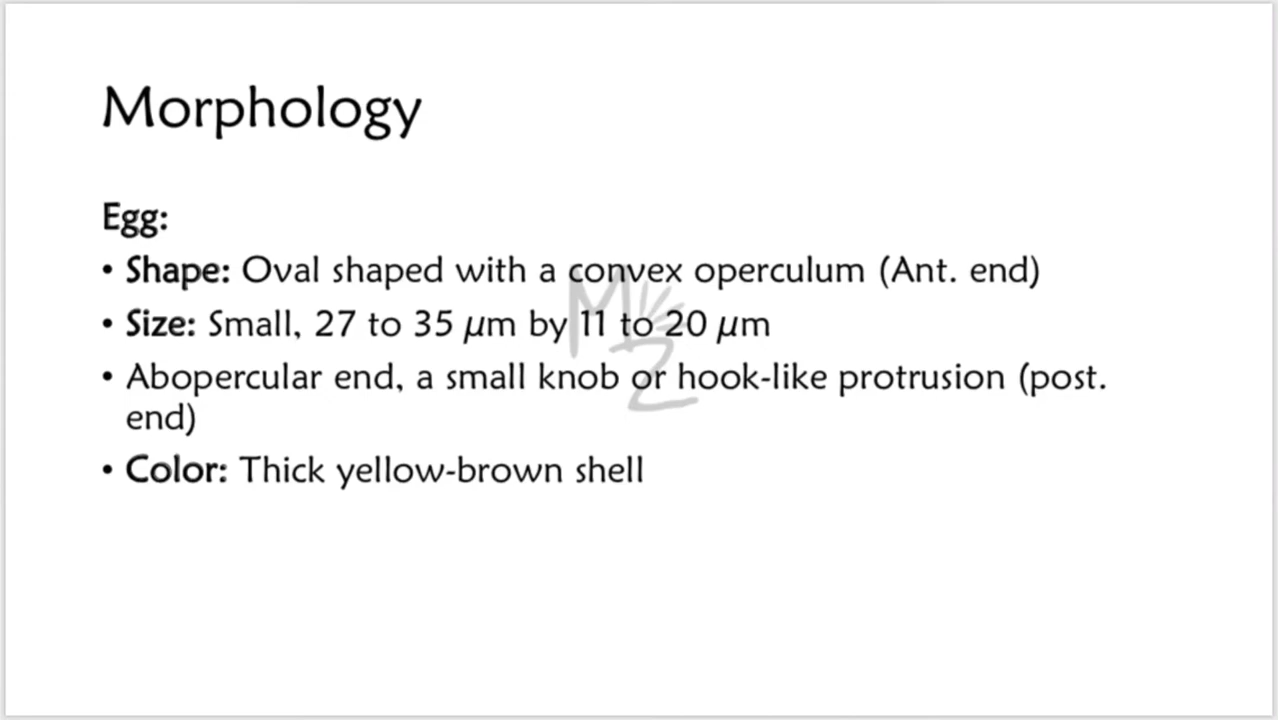 Morphology
Egg:
• Shape: Oval shaped with a convex operculum (Ant. end)
• Size: Small, 27 to 35 μm by 11 to 20 μm
• Abopercular end, a small knob or hook-like protrusion (post.
end)
• Color: Thick yellow-brown shell
MZ